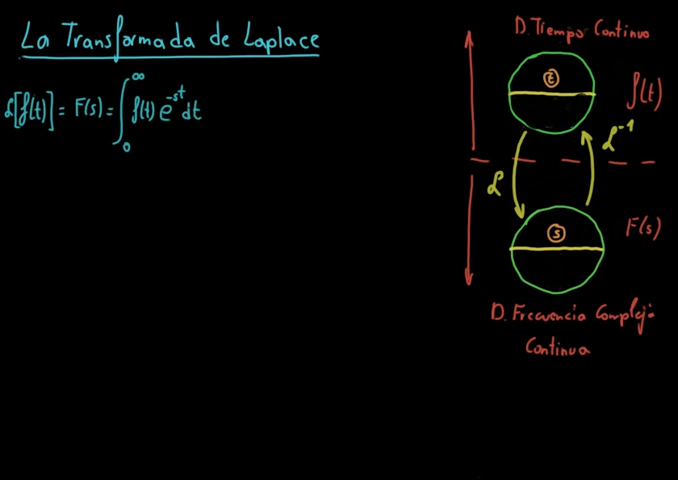 La Transformada de Laplace
ℒ[f(t)] = F(s) = ∫₀^∞ f(t) e^{-st} dt
D. Tiempo Continuo
t
f(t)
ℒ⁻¹
ℒ
s
F(s)
D. Frecuencia Compleja
Continua